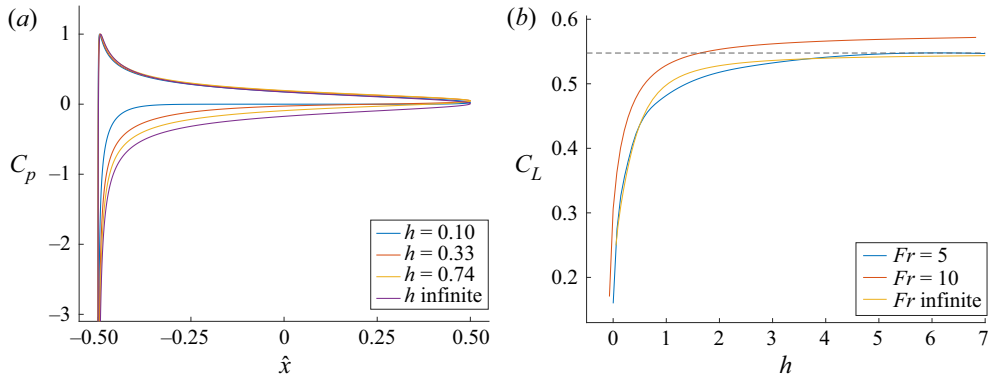 (a)
1
0
−1
−2
−3
C_p
−0.50
−0.25
0
0.25
0.50
x̂
h = 0.10
h = 0.33
h = 0.74
h infinite
(b)
0.6
0.5
0.4
0.3
0.2
C_L
0
1
2
3
4
5
6
7
h
Fr = 5
Fr = 10
Fr infinite